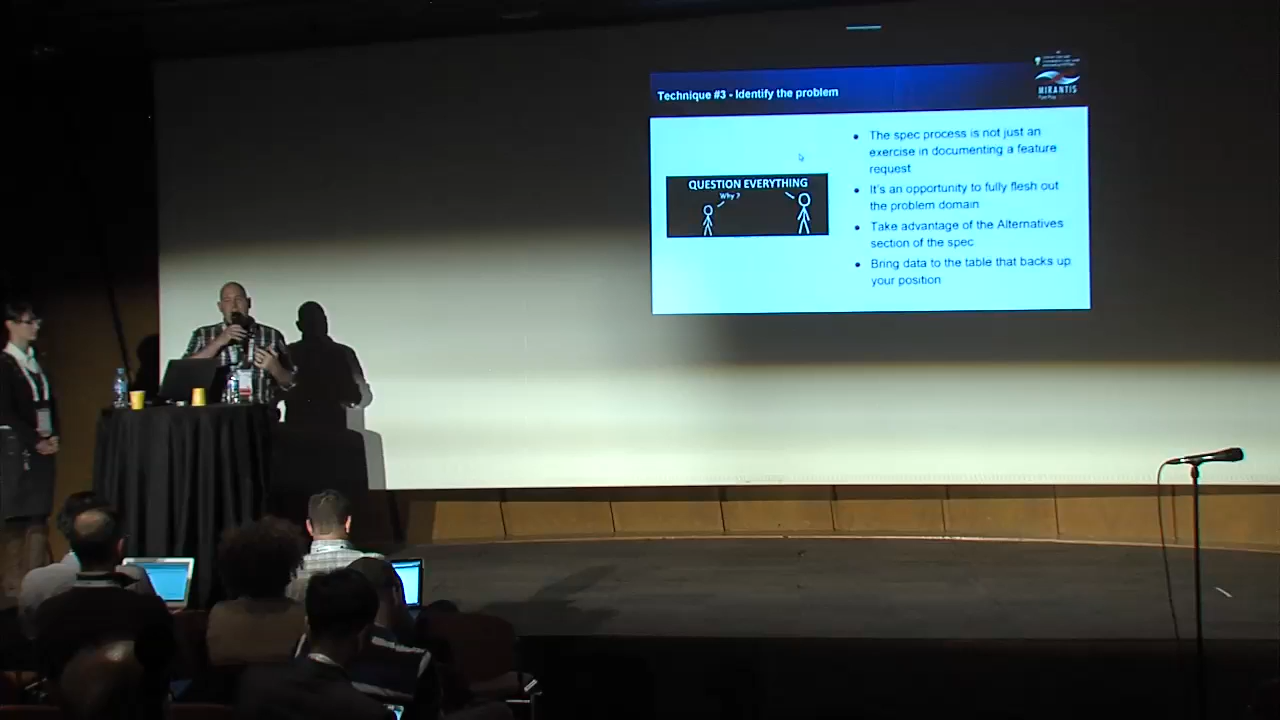 Technique #3 - Identify the problem
MIRANTIS
QUESTION EVERYTHING
Why ?
The spec process is not just an
exercise in documenting a feature
request
It's an opportunity to fully flesh out
the problem domain
Take advantage of the Alternatives
section of the spec
Bring data to the table that backs up
your position